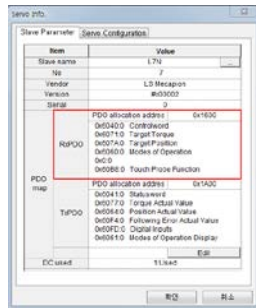 servo info.
Slave Parameter Servo Configuration
Item Value
Slave name L7N ...
No 7
Vendor LS Mecapion
Version
Serial 0
PDO map
RxPDO
PDO allocation addres 0x1600
0x6040:0 Controlword
0x6071:0 Target Torque
0x607A:0 Target Position
0x6060:0 Modes of Operation
0x0:0
0x60B8:0 Touch Probe Function
TxPDO
PDO allocation addres 0x1A00
0x6041:0 Statusword
0x6077:0 Torque Actual Value
0x6064:0 Position Actual Value
0x60F4:0 Following Error Actual Value
0x60FD:0 Digital Inputs
0x6061:0 Modes of Operation Display
Edit
DC used 1:Used
확인 취소